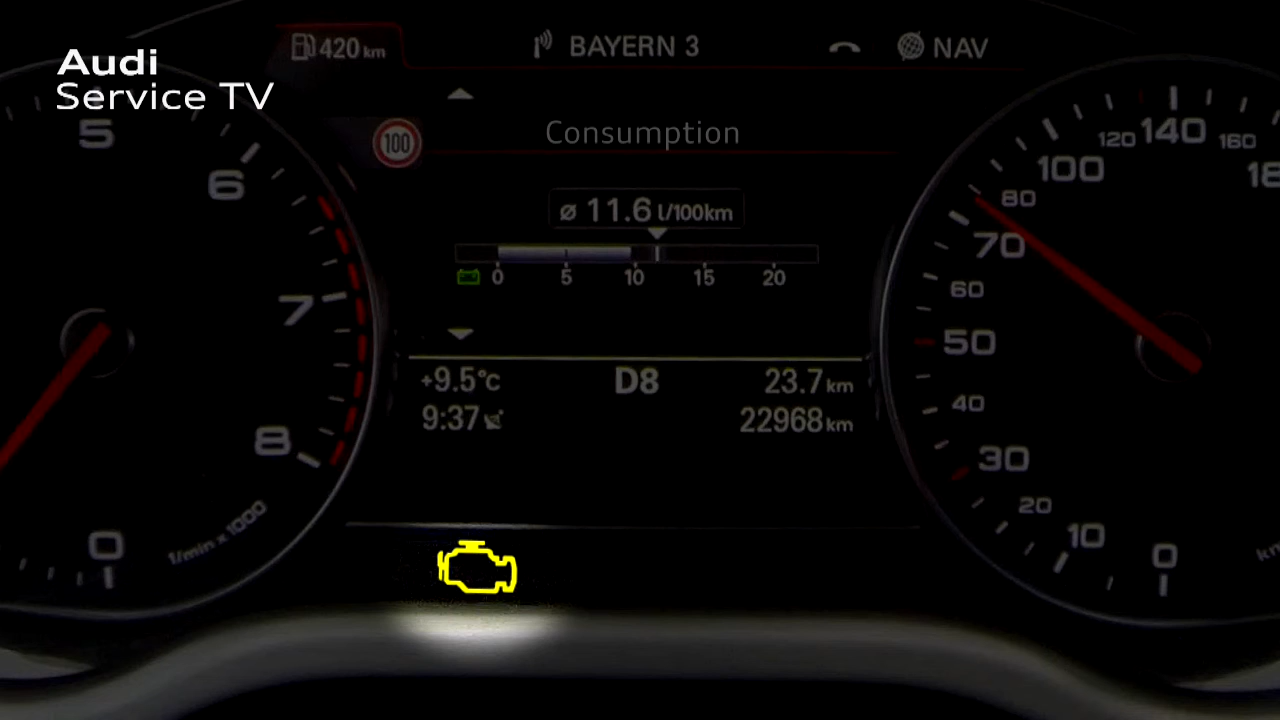 Audi
Service TV
420 km
BAYERN 3
NAV
100
Consumption
ø 11.6 l/100km
0 5 10 15 20
+9.5°C
D8
23.7 km
9:37
22968 km
5
6
7
8
0
1/min x 1000
0
10
20
30
40
50
60
70
80
100
120
140
160